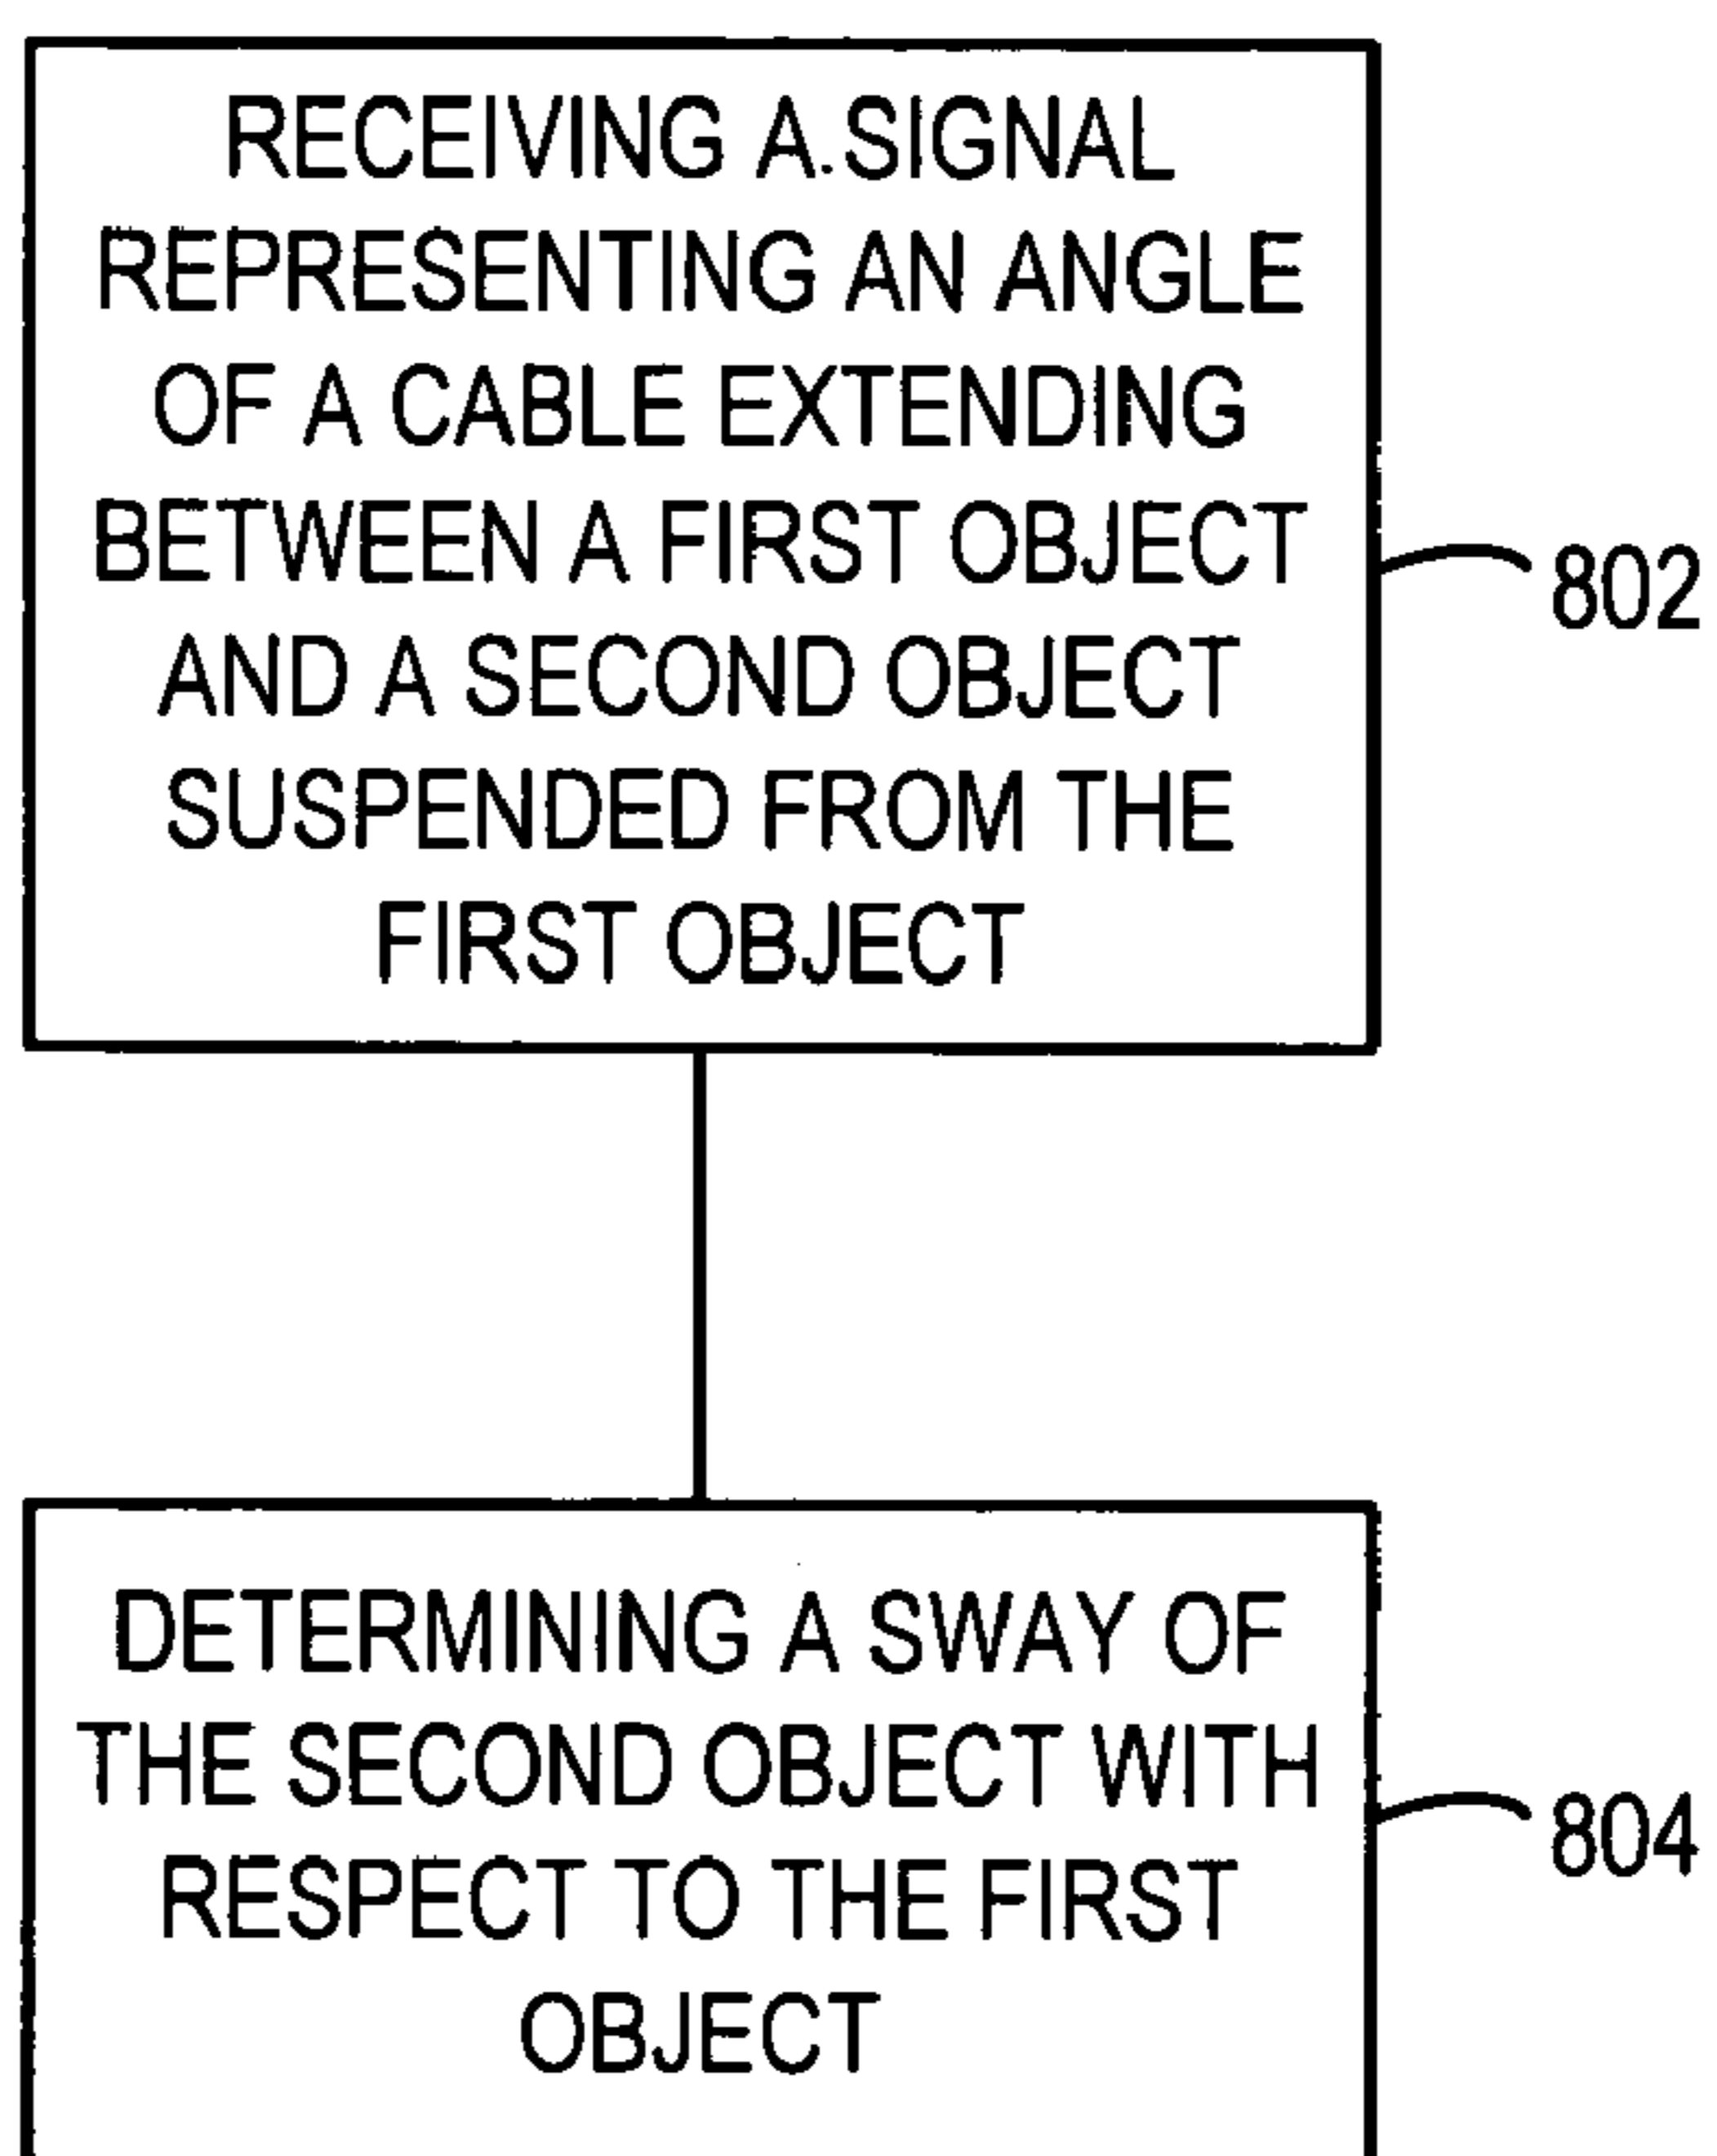 RECEIVING A.SIGNAL
REPRESENTING AN ANGLE
OF A CABLE EXTENDING
BETWEEN A FIRST OBJECT
AND A SECOND OBJECT
SUSPENDED FROM THE
FIRST OBJECT
802
DETERMINING A SWAY OF
THE SECOND OBJECT WITH
RESPECT TO THE FIRST
OBJECT
804